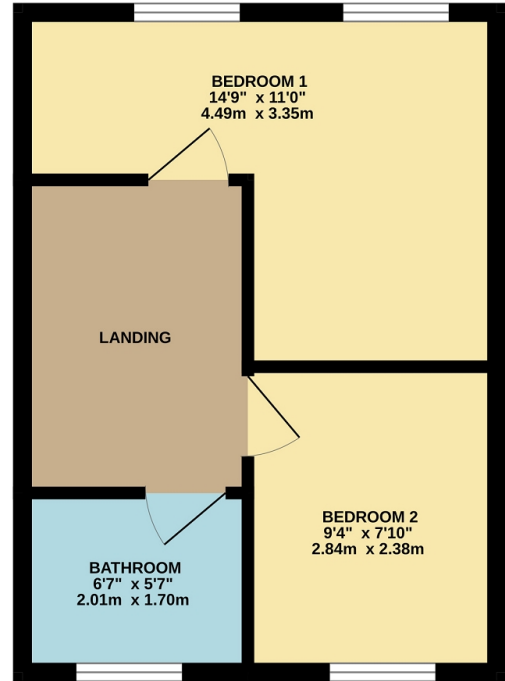 BEDROOM 1
14'9" x 11'0"
4.49m x 3.35m
LANDING
BEDROOM 2
9'4" x 7'10"
2.84m x 2.38m
BATHROOM
6'7" x 5'7"
2.01m x 1.70m